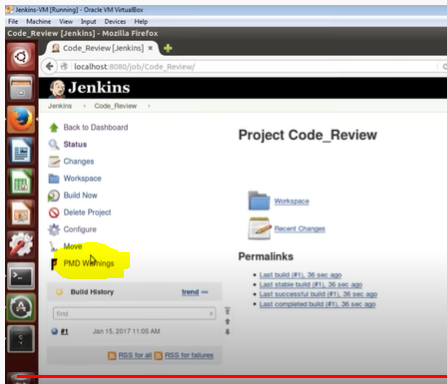 Jenkins-VM [Running] - Oracle VM VirtualBox
File Machine View Input Devices Help
Code_Review [Jenkins] - Mozilla Firefox
Code_Review [Jenkins] ×
localhost:8080/job/Code_Review/
Jenkins
Jenkins › Code_Review ›
Back to Dashboard
Status
Changes
Workspace
Build Now
Delete Project
Configure
Move
PMD Warnings
Build History trend
find x
#1 Jan 15, 2017 11:05 AM
RSS for all RSS for failures
Project Code_Review
Workspace
Recent Changes
Permalinks
Last build (#1), 36 sec ago
Last stable build (#1), 36 sec ago
Last successful build (#1), 36 sec ago
Last completed build (#1), 36 sec ago